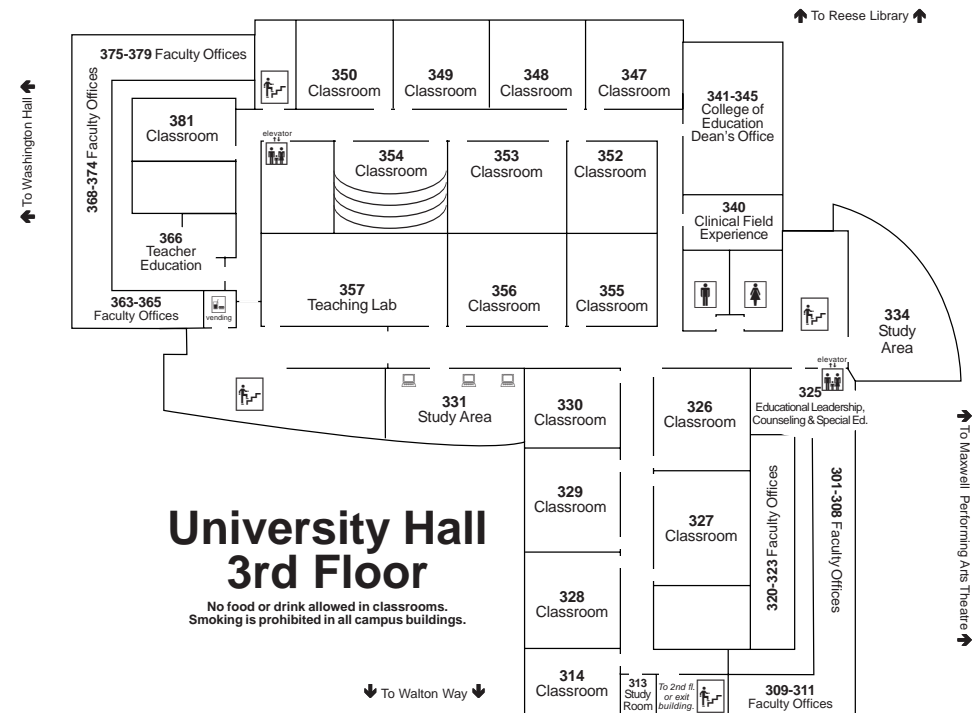 To Reese Library
375-379 Faculty Offices
To Washington Hall
368-374 Faculty Offices
350
Classroom
349
Classroom
348
Classroom
347
Classroom
341-345
College of
Education
Dean's Office
381
Classroom
elevator
354
Classroom
353
Classroom
352
Classroom
340
Clinical Field
Experience
366
Teacher
Education
363-365
Faculty Offices
vending
357
Teaching Lab
356
Classroom
355
Classroom
334
Study
Area
elevator
331
Study Area
330
Classroom
326
Classroom
325
Educational Leadership,
Counseling & Special Ed.
To Maxwell Performing Arts Theatre
329
Classroom
327
Classroom
320-323 Faculty Offices
301-308 Faculty Offices
University Hall
3rd Floor
No food or drink allowed in classrooms.
Smoking is prohibited in all campus buildings.
328
Classroom
To Walton Way
314
Classroom
313
Study
Room
To 2nd fl.
or exit
building.
309-311
Faculty Offices